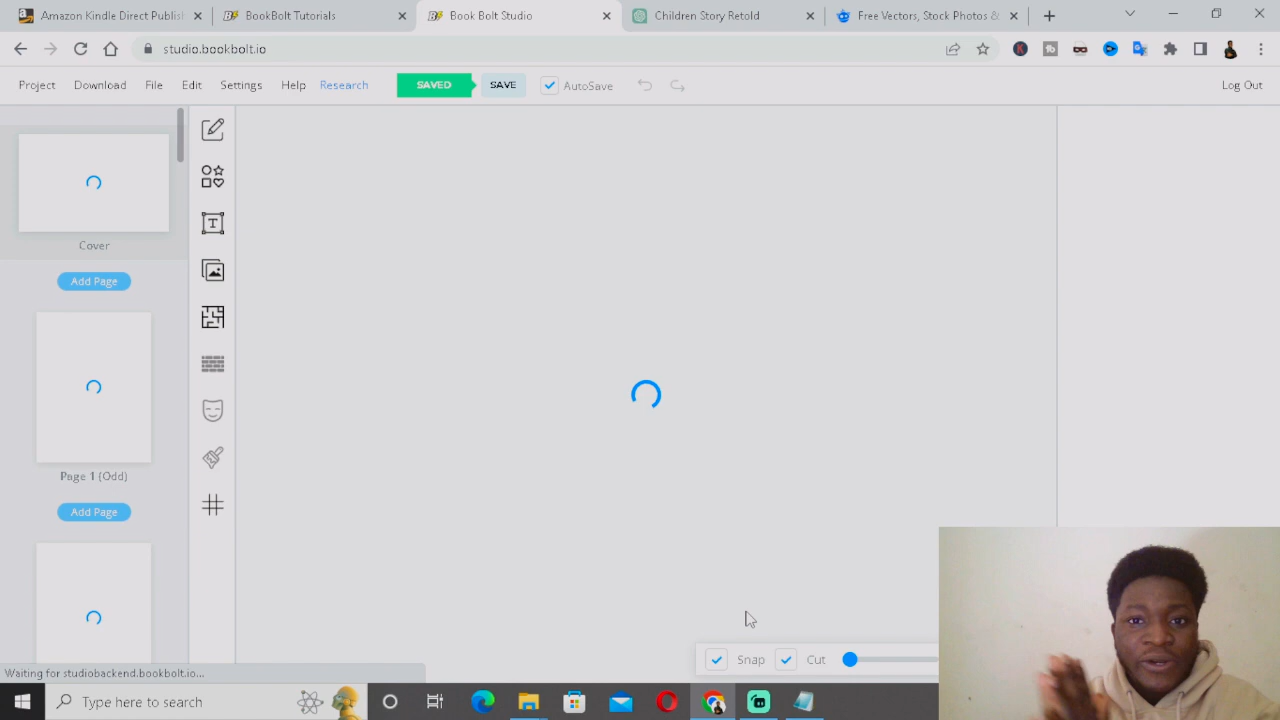 Amazon Kindle Direct Publis
BookBolt Tutorials
Book Bolt Studio
Children Story Retold
Free Vectors, Stock Photos &
studio.bookbolt.io
Project
Download
File
Edit
Settings
Help
Research
SAVED
SAVE
AutoSave
Log Out
Cover
Add Page
Page 1 (Odd)
Add Page
Snap
Cut
Waiting for studiobackend.bookbolt.io...
Type here to search